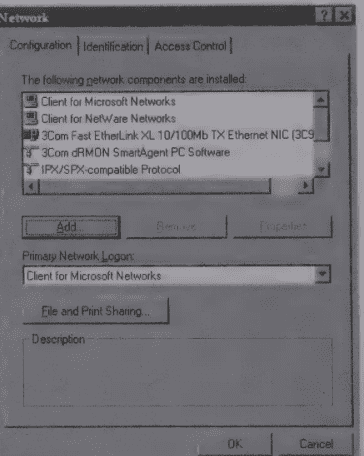 Network
Configuration Identification Access Control
The following network components are installed:
Client for Microsoft Networks
Client for NetWare Networks
3Com Fast EtherLink XL 10/100Mb TX Ethernet NIC (3C9
3Com dRMON SmartAgent PC Software
IPX/SPX-compatible Protocol
Add... Remove Properties
Primary Network Logon:
Client for Microsoft Networks
File and Print Sharing...
Description
OK Cancel